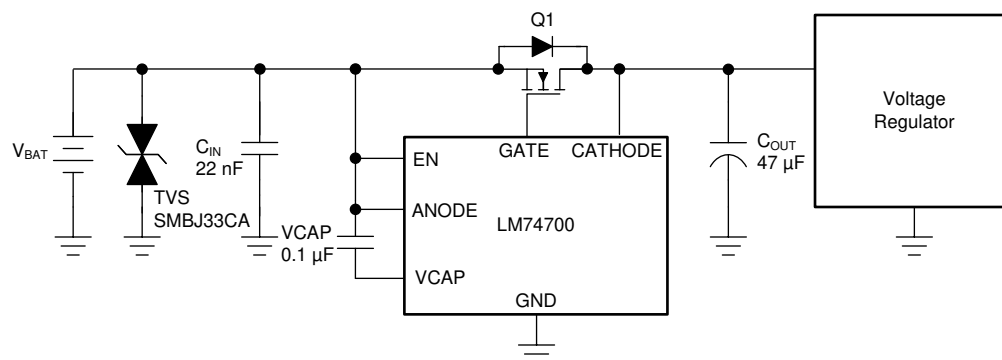 Q1
Voltage
Regulator
VBAT
CIN
22 nF
TVS
SMBJ33CA
EN
GATE
CATHODE
COUT
47 µF
ANODE
LM74700
VCAP
0.1 µF
VCAP
GND